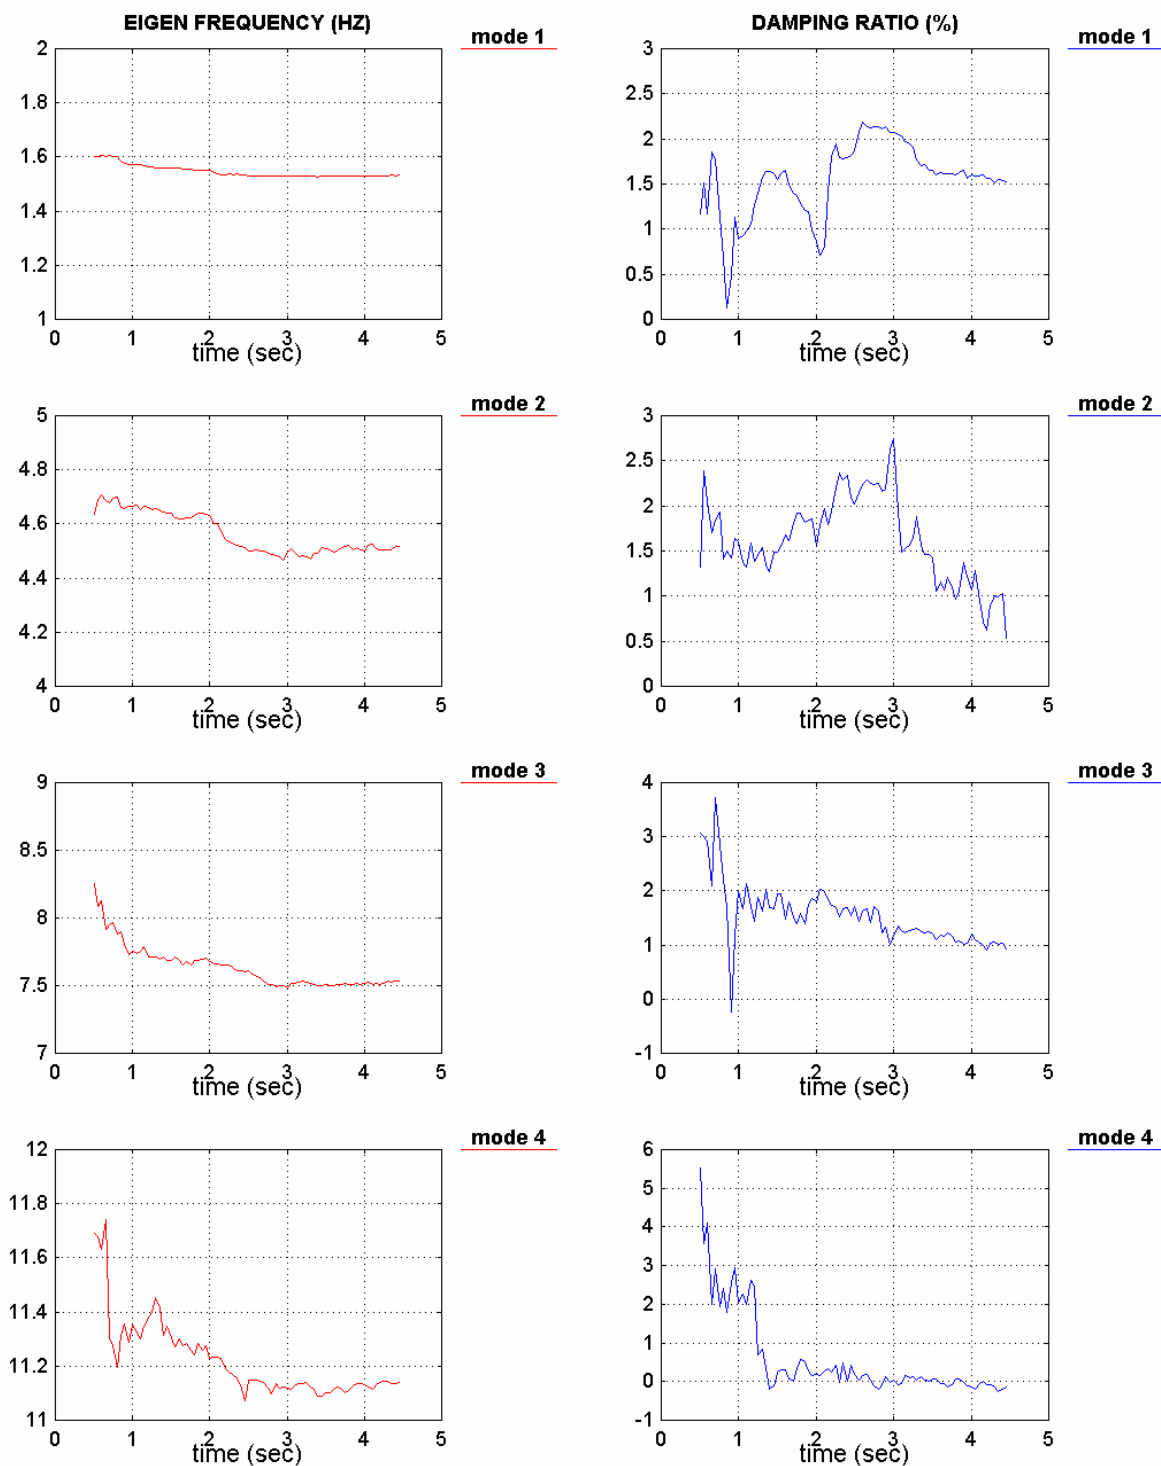 EIGEN FREQUENCY (HZ)
DAMPING RATIO (%)
mode 1
mode 1
2
1.8
1.6
1.4
1.2
1
0 1 2 3 4 5
time (sec)
3
2.5
2
1.5
1
0.5
0
0 1 2 3 4 5
time (sec)
mode 2
mode 2
5
4.8
4.6
4.4
4.2
4
0 1 2 3 4 5
time (sec)
3
2.5
2
1.5
1
0.5
0
0 1 2 3 4 5
time (sec)
mode 3
mode 3
9
8.5
8
7.5
7
0 1 2 3 4 5
time (sec)
4
3
2
1
0
-1
0 1 2 3 4 5
time (sec)
mode 4
mode 4
12
11.8
11.6
11.4
11.2
11
0 1 2 3 4 5
time (sec)
6
5
4
3
2
1
0
-1
0 1 2 3 4 5
time (sec)